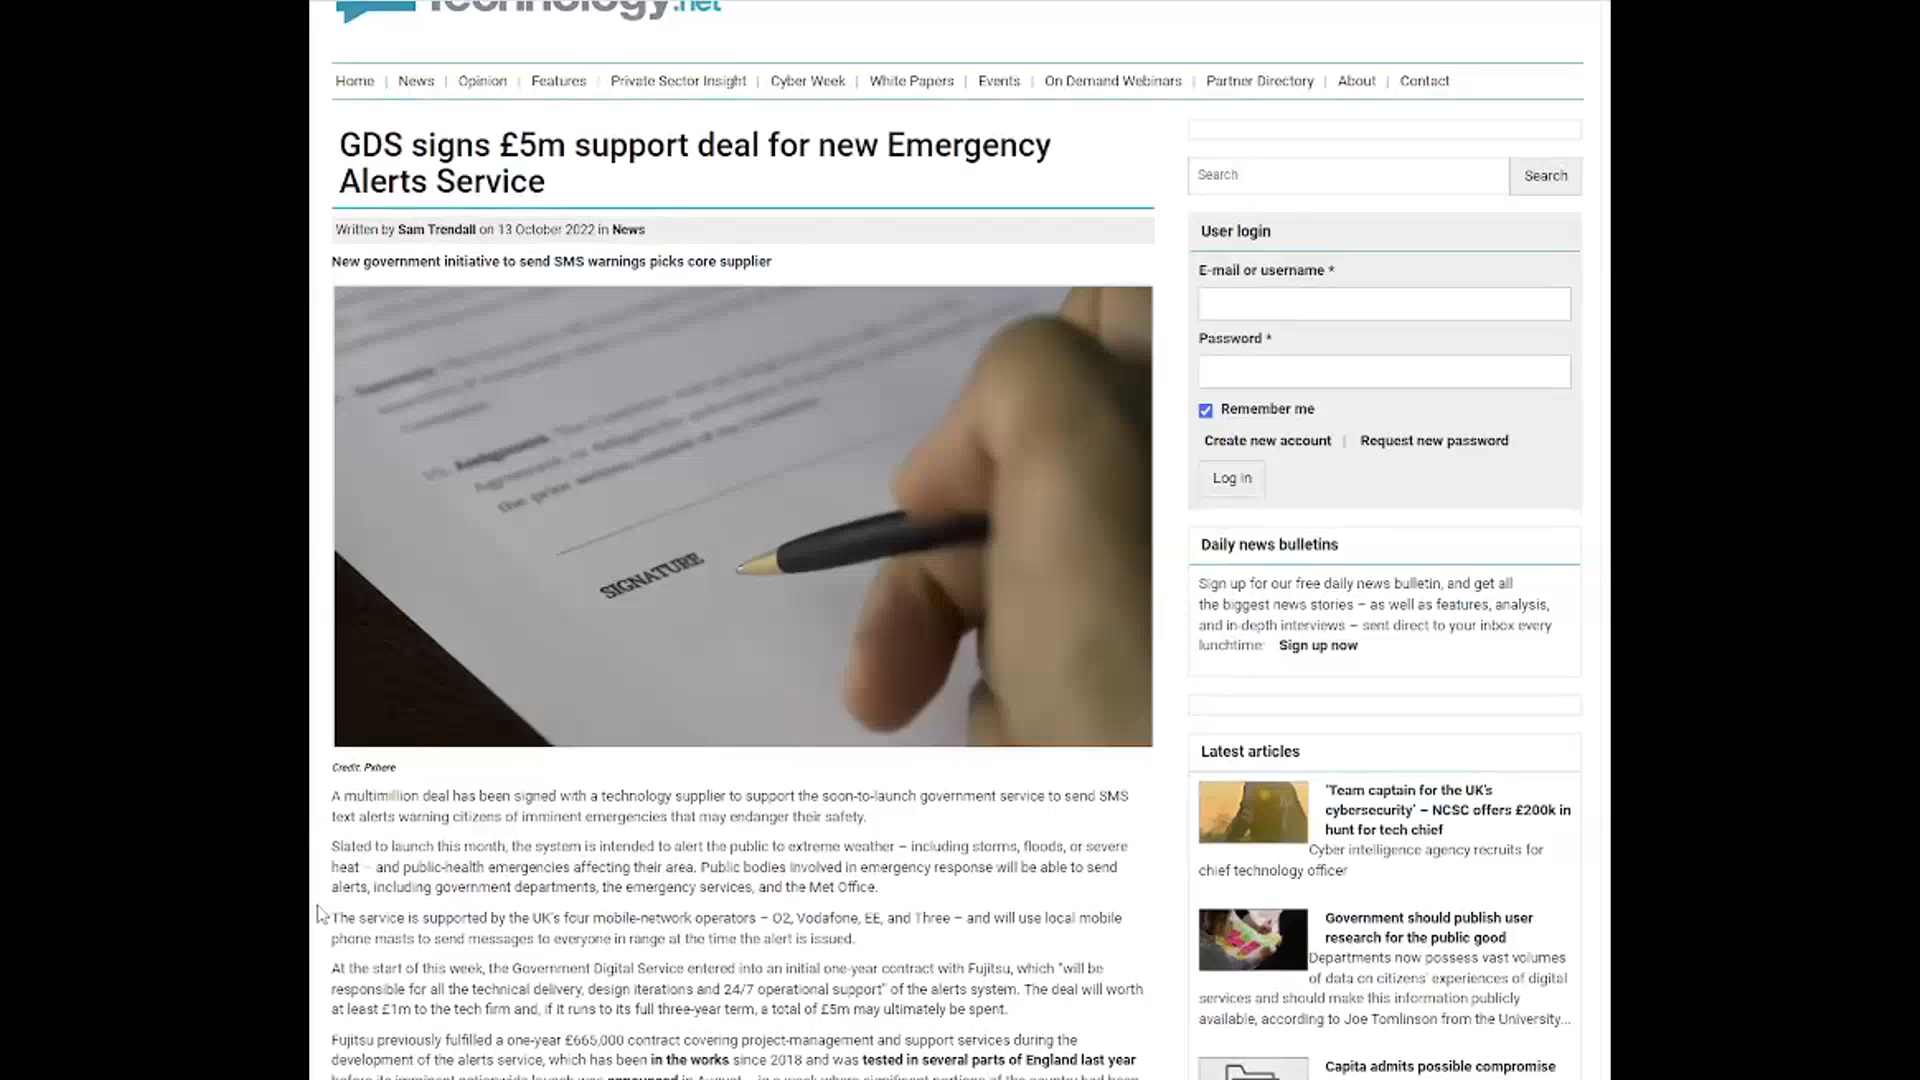 Technology.net
Home | News | Opinion | Features | Private Sector Insight | Cyber Week | White Papers | Events | On Demand Webinars | Partner Directory | About | Contact
GDS signs £5m support deal for new Emergency
Alerts Service
Written by Sam Trendall on 13 October 2022 in News
New government initiative to send SMS warnings picks core supplier
SIGNATURE
Credit: Pxhere
A multimillion deal has been signed with a technology supplier to support the soon-to-launch government service to send SMS
text alerts warning citizens of imminent emergencies that may endanger their safety.
Slated to launch this month, the system is intended to alert the public to extreme weather – including storms, floods, or severe
heat – and public-health emergencies affecting their area. Public bodies involved in emergency response will be able to send
alerts, including government departments, the emergency services, and the Met Office.
The service is supported by the UK's four mobile-network operators – O2, Vodafone, EE, and Three – and will use local mobile
phone masts to send messages to everyone in range at the time the alert is issued.
At the start of this week, the Government Digital Service entered into an initial one-year contract with Fujitsu, which "will be
responsible for all the technical delivery, design iterations and 24/7 operational support" of the alerts system. The deal will worth
at least £1m to the tech firm and, if it runs to its full three-year term, a total of £5m may ultimately be spent.
Fujitsu previously fulfilled a one-year £665,000 contract covering project-management and support services during the
development of the alerts service, which has been in the works since 2018 and was tested in several parts of England last year
Search
Search
User login
E-mail or username *
Password *
Remember me
Create new account | Request new password
Log in
Daily news bulletins
Sign up for our free daily news bulletin, and get all
the biggest news stories – as well as features, analysis,
and in-depth interviews – sent direct to your inbox every
lunchtime: Sign up now
Latest articles
'Team captain for the UK's
cybersecurity' – NCSC offers £200k in
hunt for tech chief
Cyber intelligence agency recruits for
chief technology officer
Government should publish user
research for the public good
Departments now possess vast volumes
of data on citizens' experiences of digital
services and should make this information publicly
available, according to Joe Tomlinson from the University...
Capita admits possible compromise